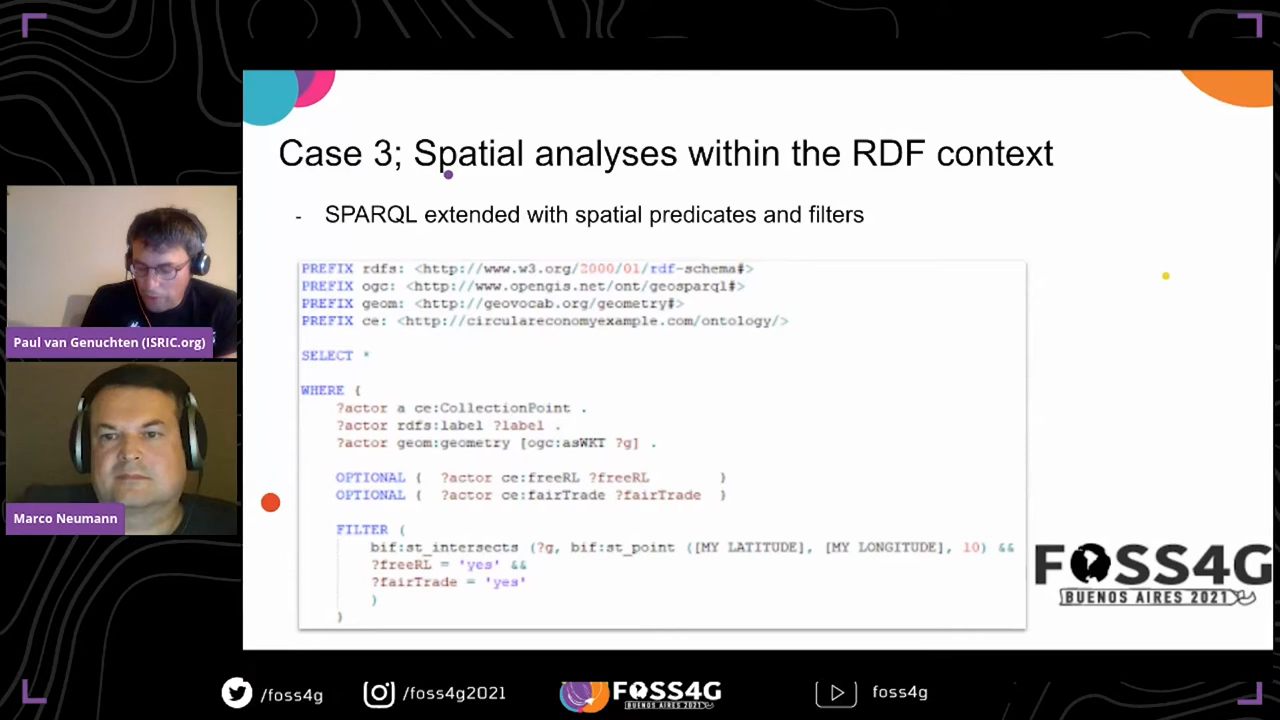 Case 3; Spatial analyses within the RDF context
- SPARQL extended with spatial predicates and filters
PREFIX rdfs: <http://www.w3.org/2000/01/rdf-schema#>
PREFIX ogc: <http://www.opengis.net/ont/geosparql#>
PREFIX geom: <http://geovocab.org/geometry#>
PREFIX ce: <http://circulareconomyexample.com/ontology/>
SELECT *
WHERE {
?actor a ce:CollectionPoint .
?actor rdfs:label ?label .
?actor geom:geometry [ogc:asWKT ?g] .
OPTIONAL { ?actor ce:freeRL ?freeRL }
OPTIONAL { ?actor ce:fairTrade ?fairTrade }
FILTER (
bif:st_intersects (?g, bif:st_point ([MY LATITUDE], [MY LONGITUDE], 10) &&
?freeRL = 'yes' &&
?fairTrade = 'yes'
)
}
Paul van Genuchten (ISRIC.org)
Marco Neumann
FOSS4G
BUENOS AIRES 2021
/foss4g
/foss4g2021
FOSS4G
BUENOS AIRES 2021
foss4g